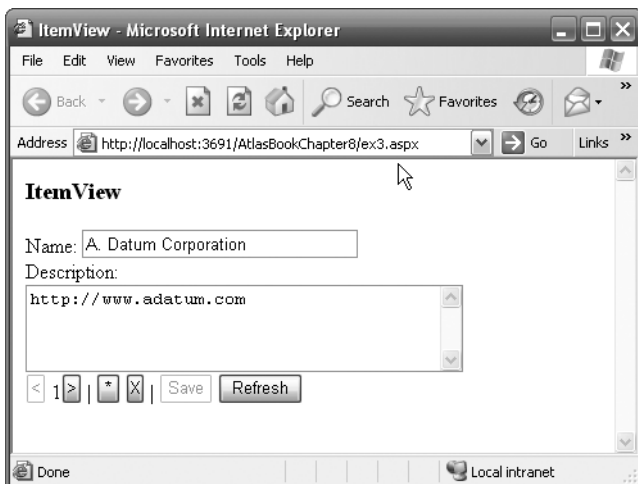 ItemView - Microsoft Internet Explorer
File Edit View Favorites Tools Help
Back Search Favorites »
Address http://localhost:3691/AtlasBookChapter8/ex3.aspx Go Links »
ItemView
Name: A. Datum Corporation
Description:
http://www.adatum.com
< 1 > | * X | Save Refresh
Done Local intranet